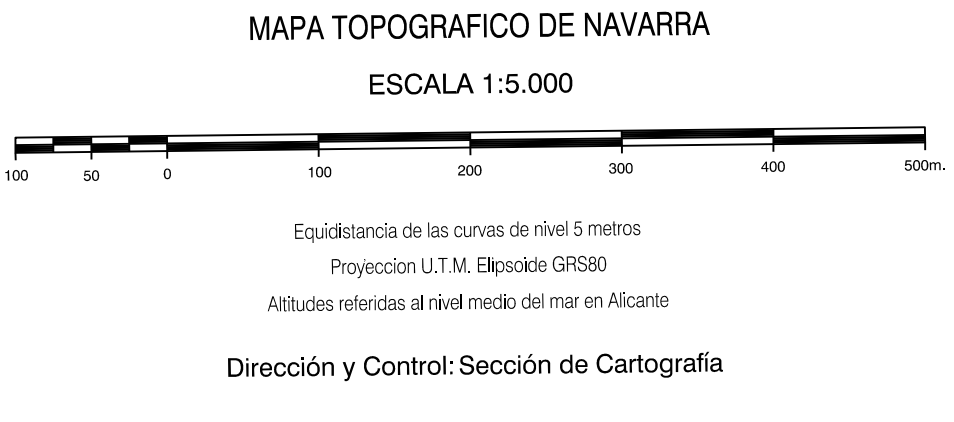 MAPA TOPOGRAFICO DE NAVARRA
ESCALA 1:5.000
100 50 0 100 200 300 400 500m.
Equidistancia de las curvas de nivel 5 metros
Proyeccion U.T.M. Elipsoide GRS80
Altitudes referidas al nivel medio del mar en Alicante
Dirección y Control: Sección de Cartografía